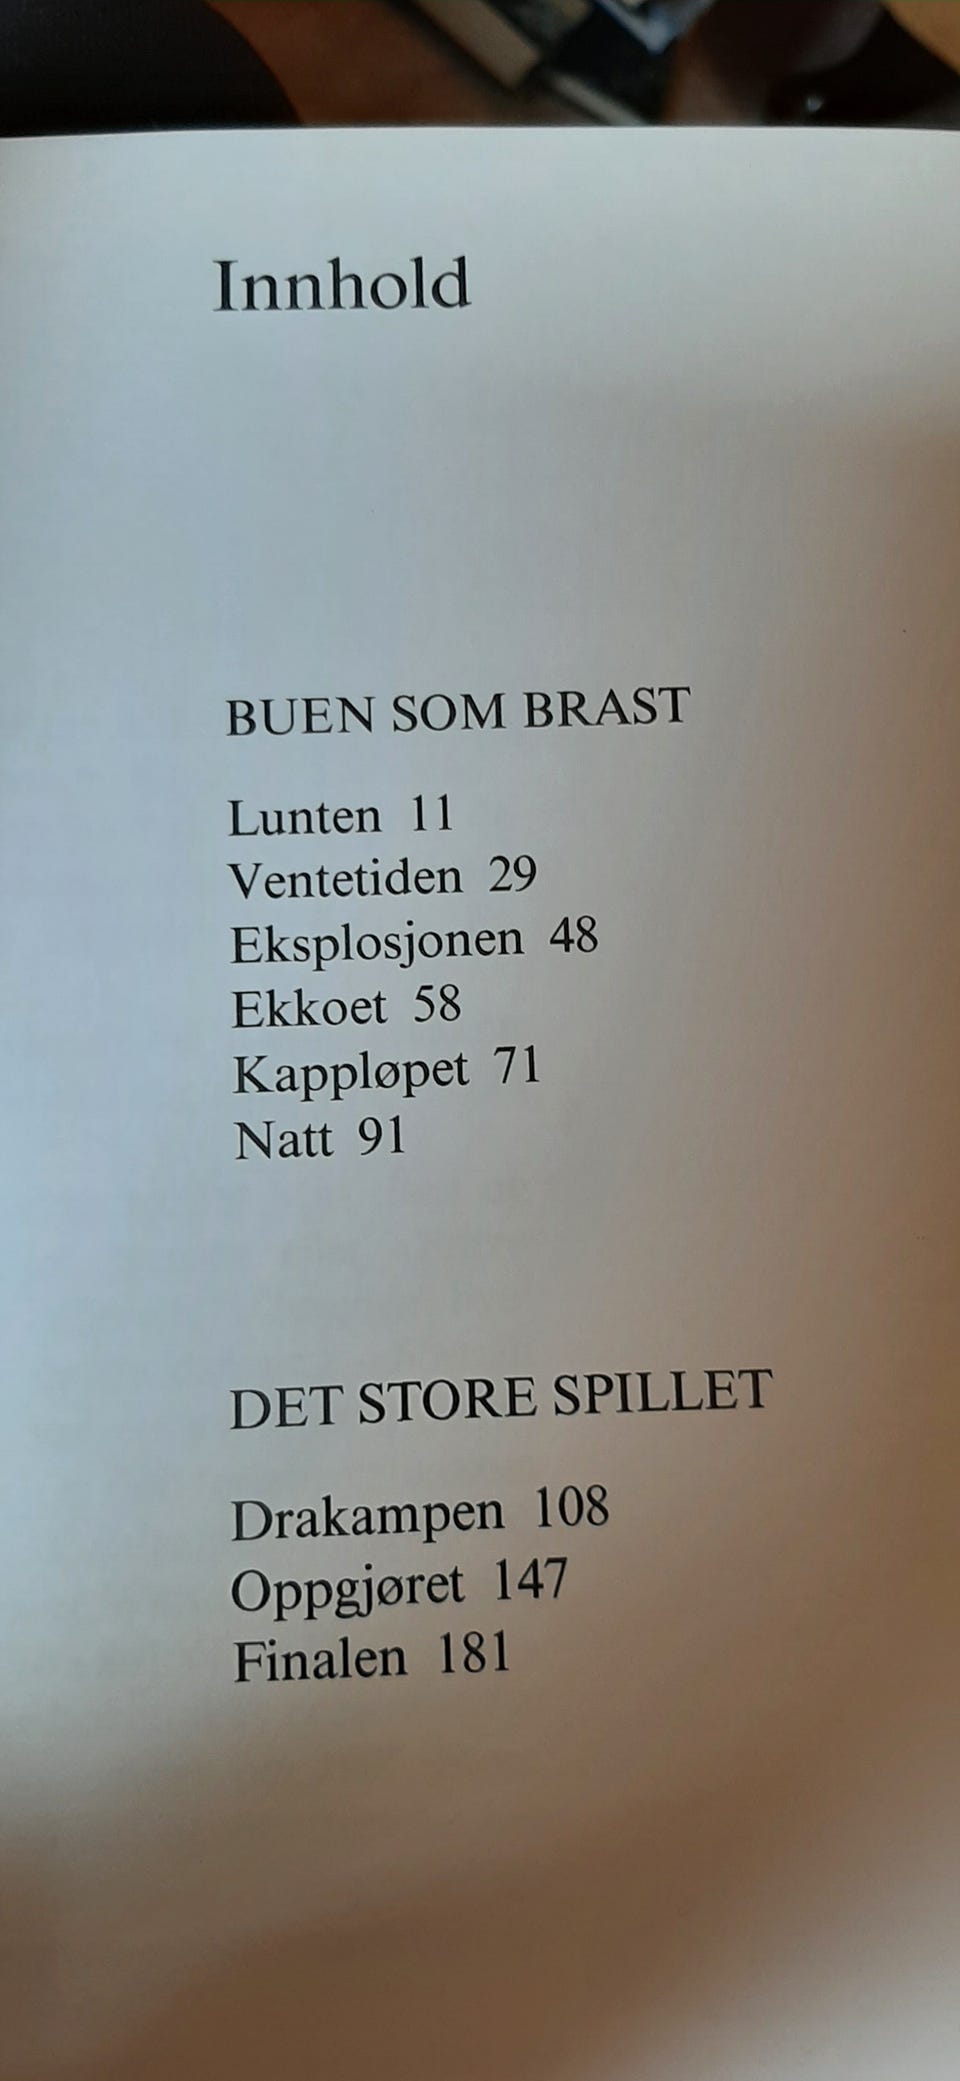 Innhold
BUEN SOM BRAST
Lunten 11
Ventetiden 29
Eksplosjonen 48
Ekkoet 58
Kappløpet 71
Natt 91
DET STORE SPILLET
Drakampen 108
Oppgjøret 147
Finalen 181